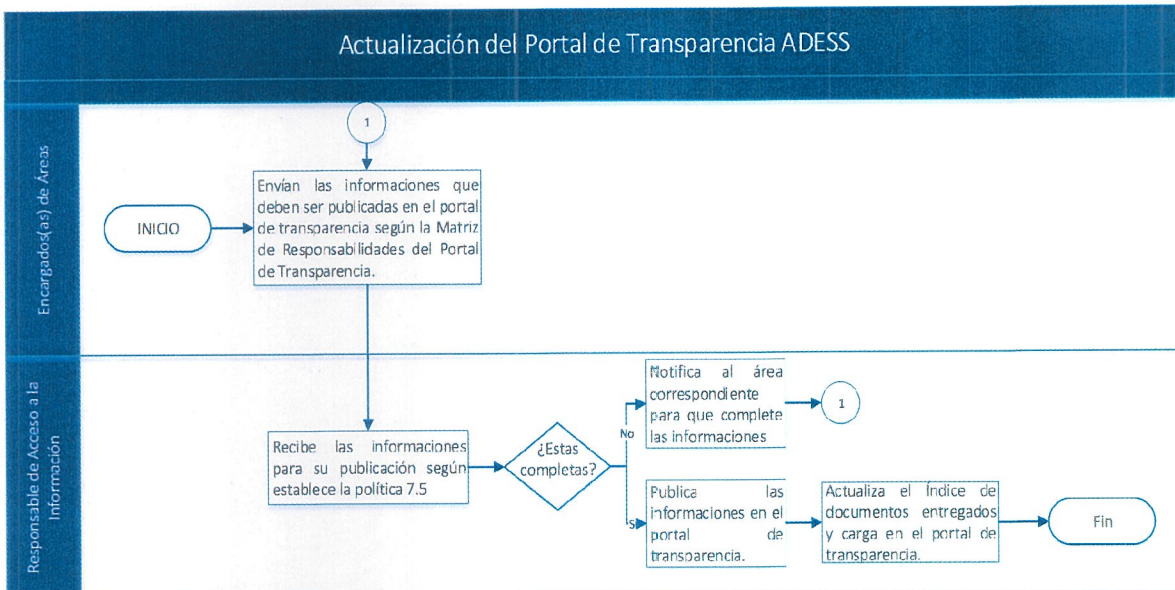 Actualización del Portal de Transparencia ADESS
Encargados(as) de Áreas
1
INICIO
Envían las informaciones que
deben ser publicadas en el portal
de transparencia según la Matriz
de Responsabilidades del Portal
de Transparencia.
Responsable de Acceso a la
Información
Recibe las informaciones
para su publicación según
establece la política 7.5
¿Estas
completas?
No
Notifica al área
correspondiente
para que complete
las informaciones
1
Si
Publica las
informaciones en el
portal de
transparencia.
Actualiza el Índice de
documentos entregados
y carga en el portal de
transparencia.
Fin